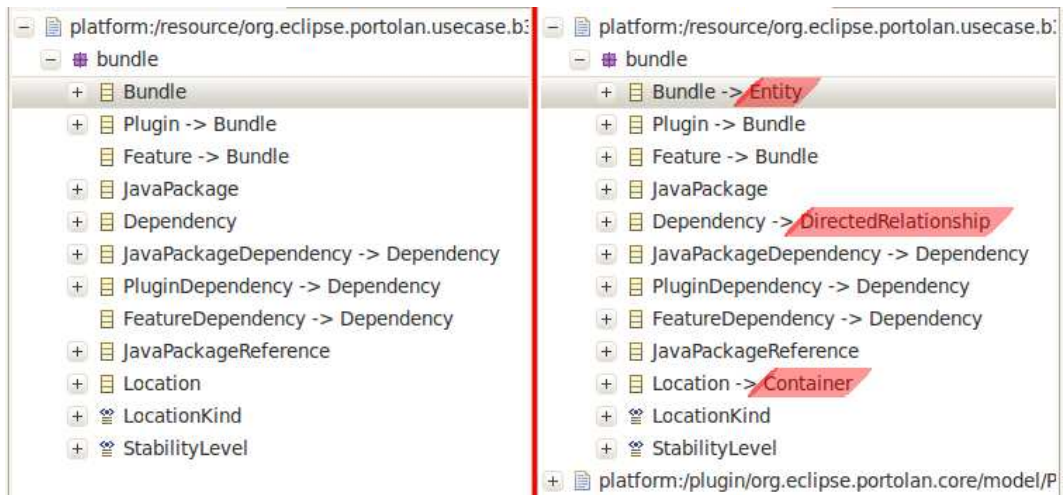 platform:/resource/org.eclipse.portolan.usecase.b3
bundle
Bundle
Plugin -> Bundle
Feature -> Bundle
JavaPackage
Dependency
JavaPackageDependency -> Dependency
PluginDependency -> Dependency
FeatureDependency -> Dependency
JavaPackageReference
Location
LocationKind
StabilityLevel
platform:/resource/org.eclipse.portolan.usecase.b
bundle
Bundle -> Entity
Plugin -> Bundle
Feature -> Bundle
JavaPackage
Dependency -> DirectedRelationship
JavaPackageDependency -> Dependency
PluginDependency -> Dependency
FeatureDependency -> Dependency
JavaPackageReference
Location -> Container
LocationKind
StabilityLevel
platform:/plugin/org.eclipse.portolan.core/model/P